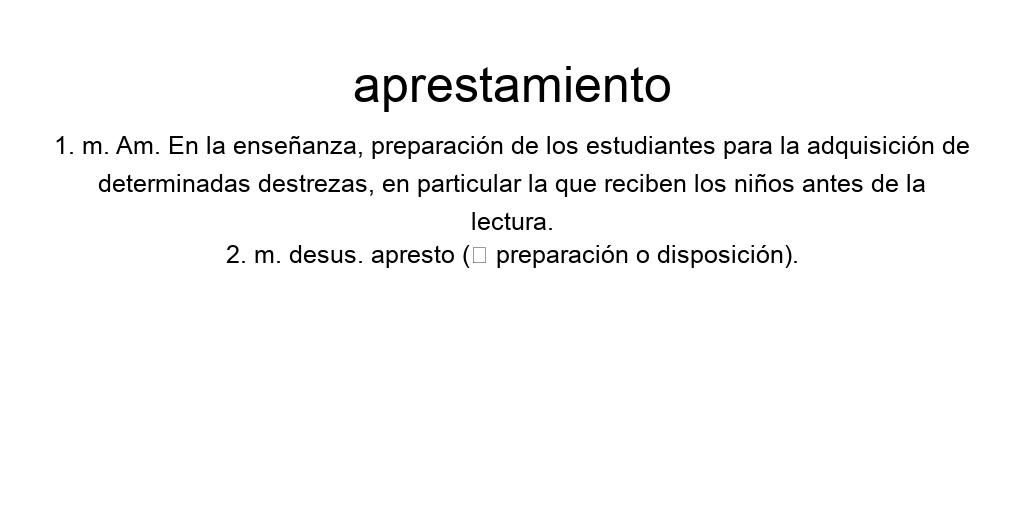 aprestamiento
1. m. Am. En la enseñanza, preparación de los estudiantes para la adquisición de
determinadas destrezas, en particular la que reciben los niños antes de la
lectura.
2. m. desus. apresto (□ preparación o disposición).